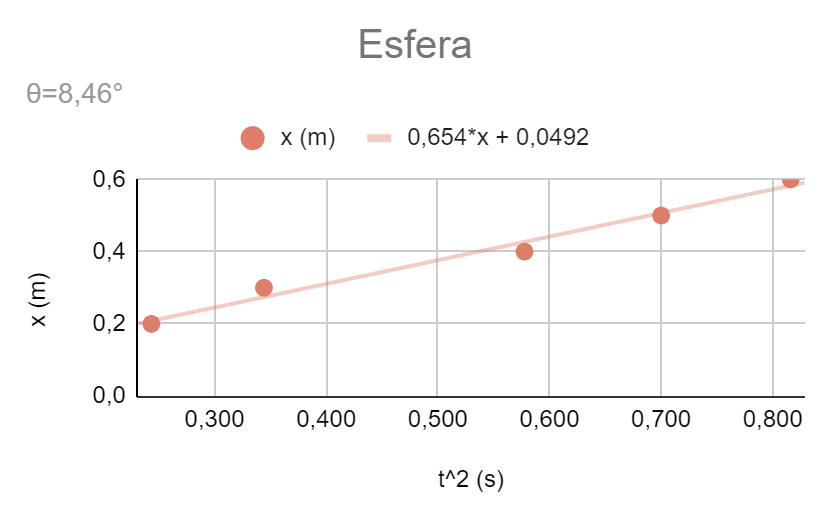 Esfera
θ=8,46°
x (m) 0,654*x + 0,0492
0,6
0,4
x (m)
0,2
0,0
0,300 0,400 0,500 0,600 0,700 0,800
t^2 (s)